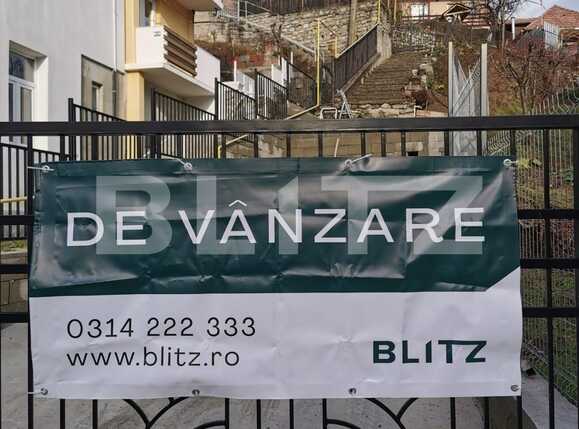 BLITZ
DE VÂNZARE
0314 222 333
www.blitz.ro
BLITZ